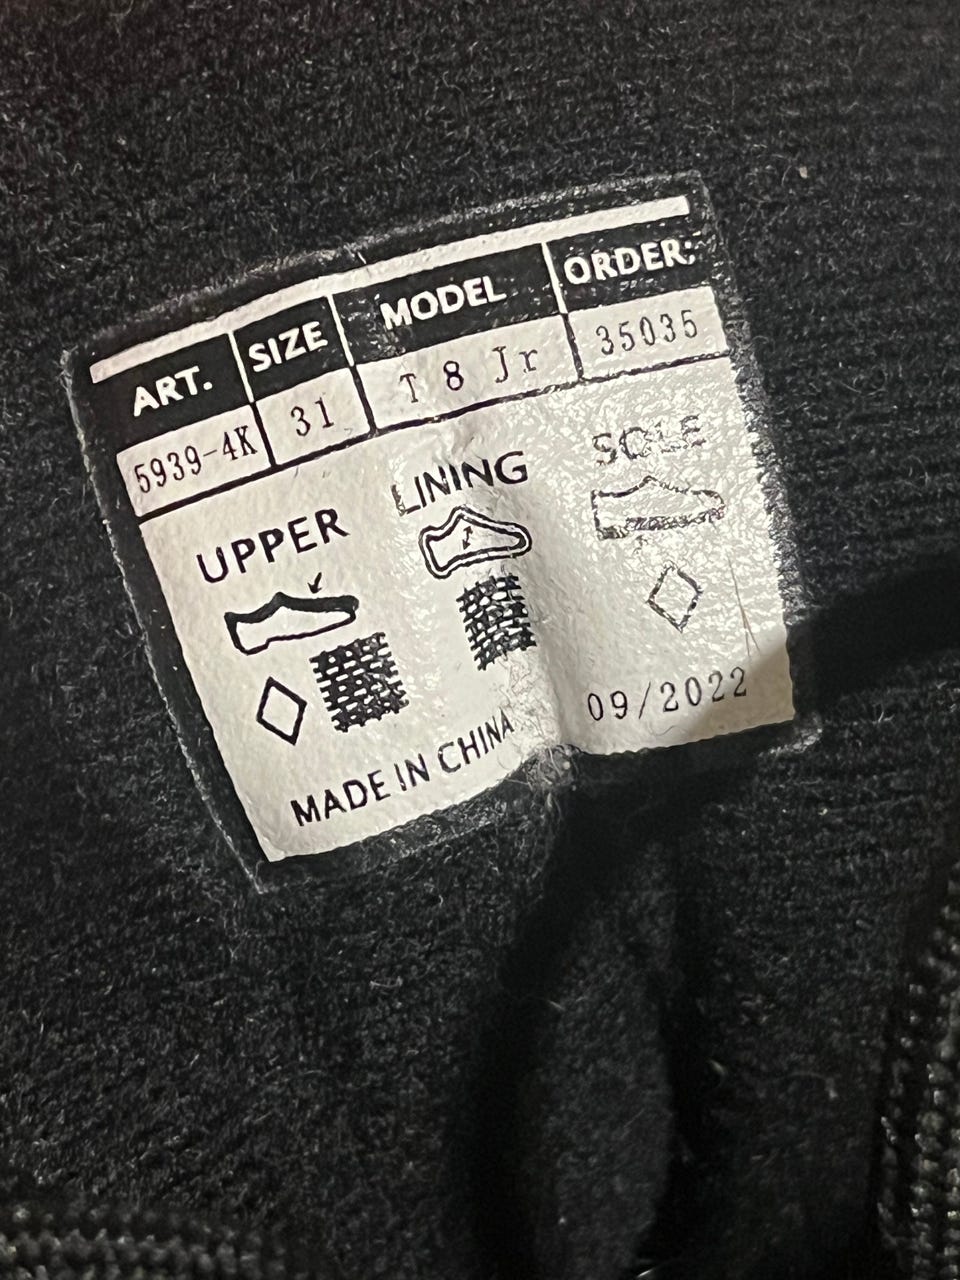 ART. SIZE MODEL ORDER:
5939-4K 31 T 8 Jr 35035
UPPER LINING SOLE
MADE IN CHINA 09/2022